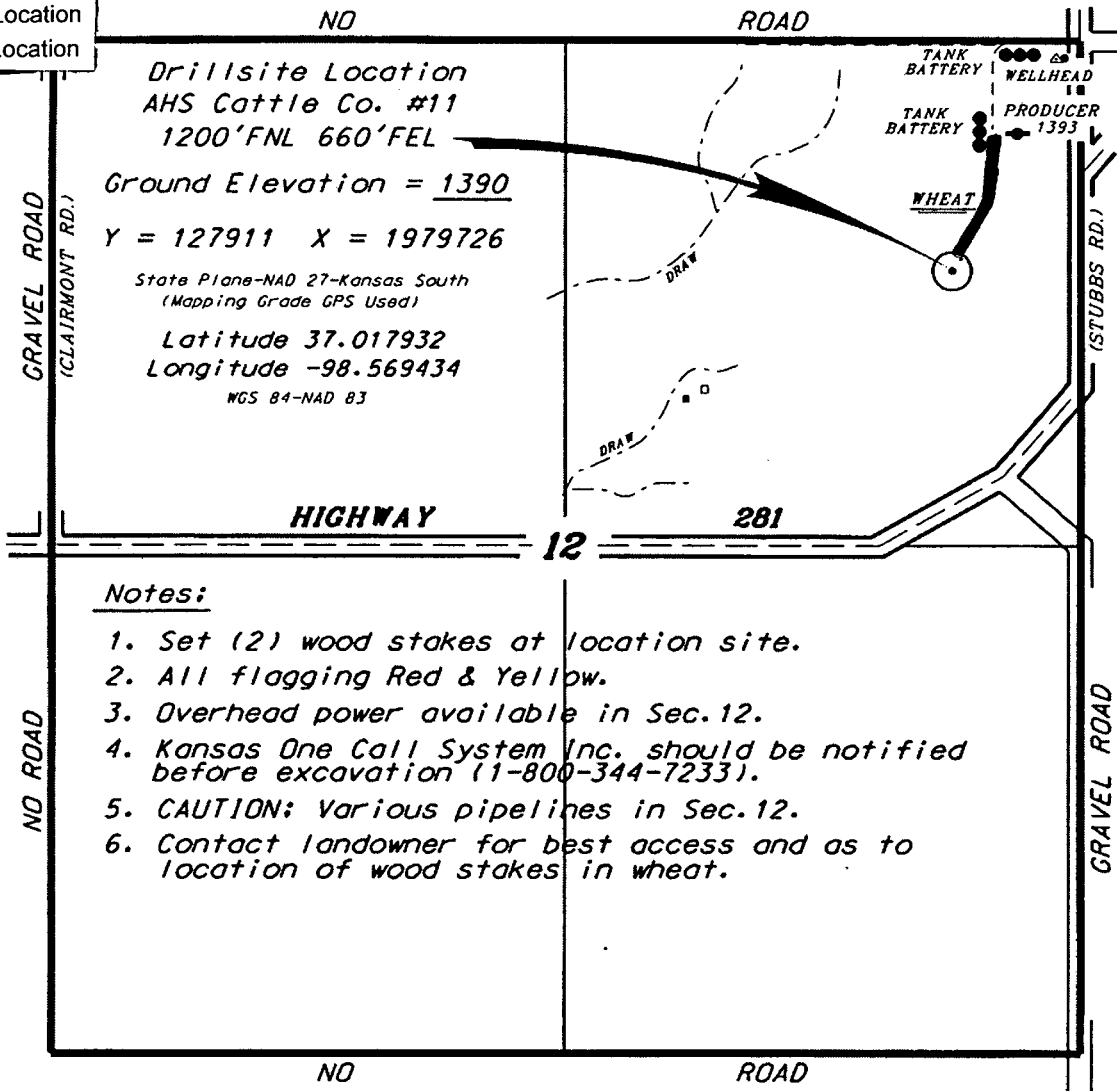 Location
Location
NO ROAD
Drillsite Location
AHS Cattle Co. #11
1200'FNL 660'FEL
Ground Elevation = 1390
Y = 127911 X = 1979726
State Plane-NAD 27-Kansas South
(Mapping Grade GPS Used)
Latitude 37.017932
Longitude -98.569434
WGS 84-NAD 83
GRAVEL ROAD
(CLAIRMONT RD.)
TANK
BATTERY
WELLHEAD
TANK
BATTERY
PRODUCER
1393
WHEAT
DRAW
DRAW
(STUBBS RD.)
HIGHWAY 281
12
Notes:
1. Set (2) wood stakes at location site.
2. All flagging Red & Yellow.
3. Overhead power available in Sec.12.
4. Kansas One Call System Inc. should be notified
before excavation (1-800-344-7233).
5. CAUTION: Various pipelines in Sec.12.
6. Contact landowner for best access and as to
location of wood stakes in wheat.
NO ROAD
GRAVEL ROAD
NO ROAD